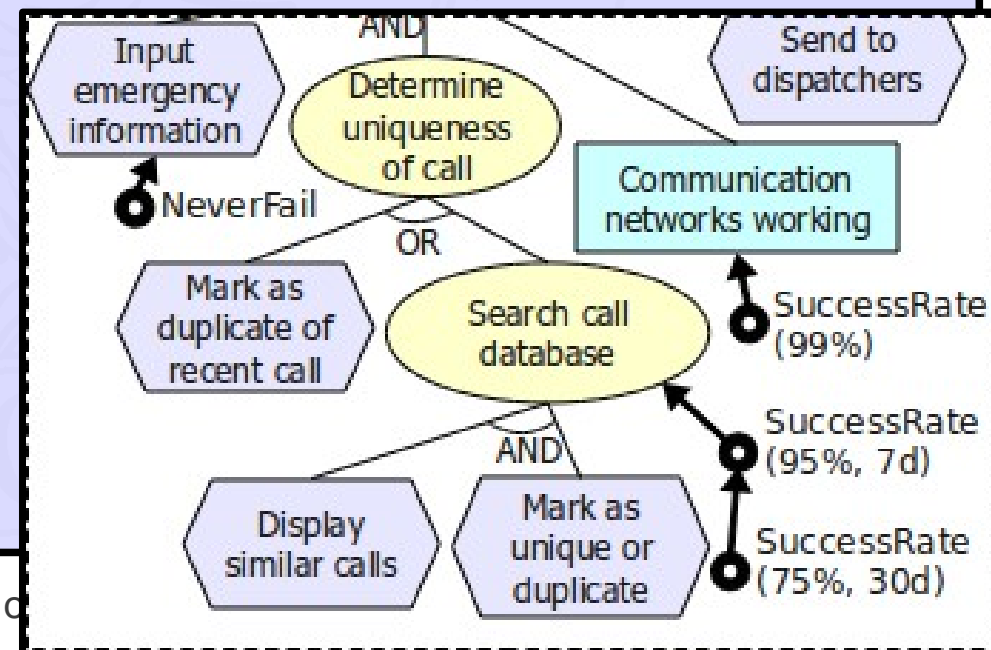 AND
Input
emergency
information
Determine
uniqueness
of call
Send to
dispatchers
Communication
networks working
NeverFail
OR
Mark as
duplicate of
recent call
Search call
database
SuccessRate
(99%)
SuccessRate
(95%, 7d)
AND
Display
similar calls
Mark as
unique or
duplicate
SuccessRate
(75%, 30d)